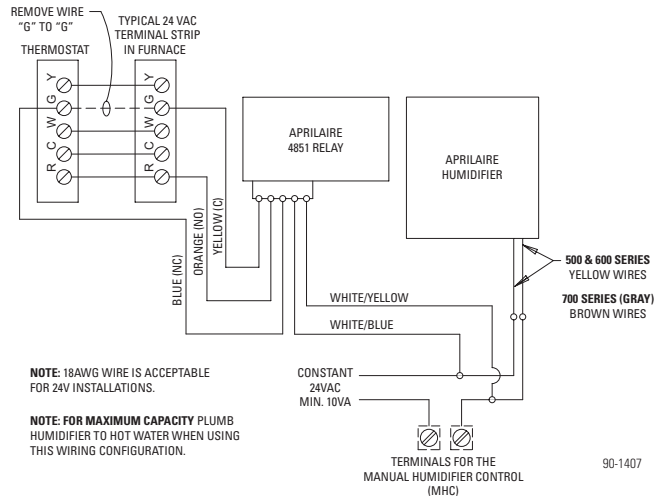 REMOVE WIRE
“G” TO “G”
TYPICAL 24 VAC
TERMINAL STRIP
IN FURNACE
THERMOSTAT
Y
G
W
C
R
Y
G
W
C
R
APRILAIRE
4851 RELAY
APRILAIRE
HUMIDIFIER
BLUE (NC)
ORANGE (NO)
YELLOW (C)
500 & 600 SERIES
YELLOW WIRES
700 SERIES (GRAY)
BROWN WIRES
WHITE/YELLOW
WHITE/BLUE
NOTE: 18AWG WIRE IS ACCEPTABLE
FOR 24V INSTALLATIONS.
CONSTANT
24VAC
MIN. 10VA
NOTE: FOR MAXIMUM CAPACITY PLUMB
HUMIDIFIER TO HOT WATER WHEN USING
THIS WIRING CONFIGURATION.
TERMINALS FOR THE
MANUAL HUMIDIFIER CONTROL
(MHC)
90-1407